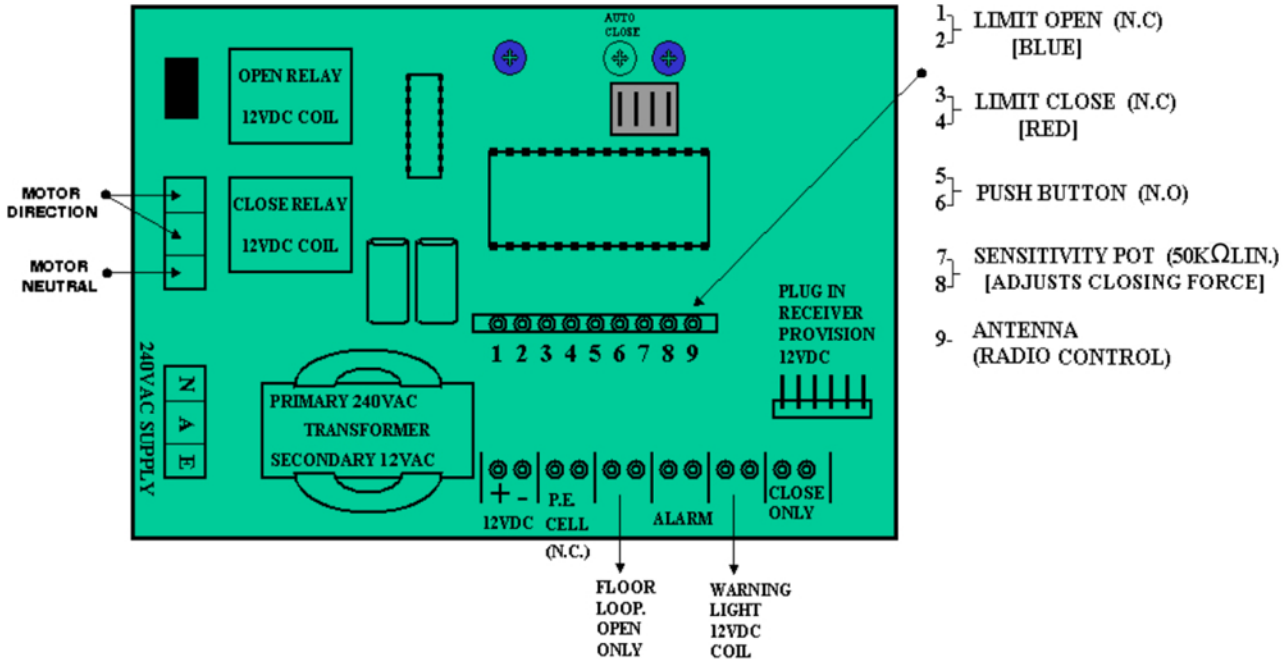 AUTO
CLOSE
OPEN RELAY
12VDC COIL
CLOSE RELAY
12VDC COIL
MOTOR
DIRECTION
MOTOR
NEUTRAL
240VAC SUPPLY
N
A
E
PRIMARY 240VAC
TRANSFORMER
SECONDARY 12VAC
1 2 3 4 5 6 7 8 9
PLUG IN
RECEIVER
PROVISION
12VDC
+ -
12VDC
P.E.
CELL
(N.C.)
ALARM
CLOSE
ONLY
FLOOR
LOOP.
OPEN
ONLY
WARNING
LIGHT
12VDC
COIL
1
2
LIMIT OPEN (N.C)
[BLUE]
3
4
LIMIT CLOSE (N.C)
[RED]
5
6
PUSH BUTTON (N.O)
7
8
SENSITIVITY POT (50KΩLIN.)
[ADJUSTS CLOSING FORCE]
9- ANTENNA
(RADIO CONTROL)